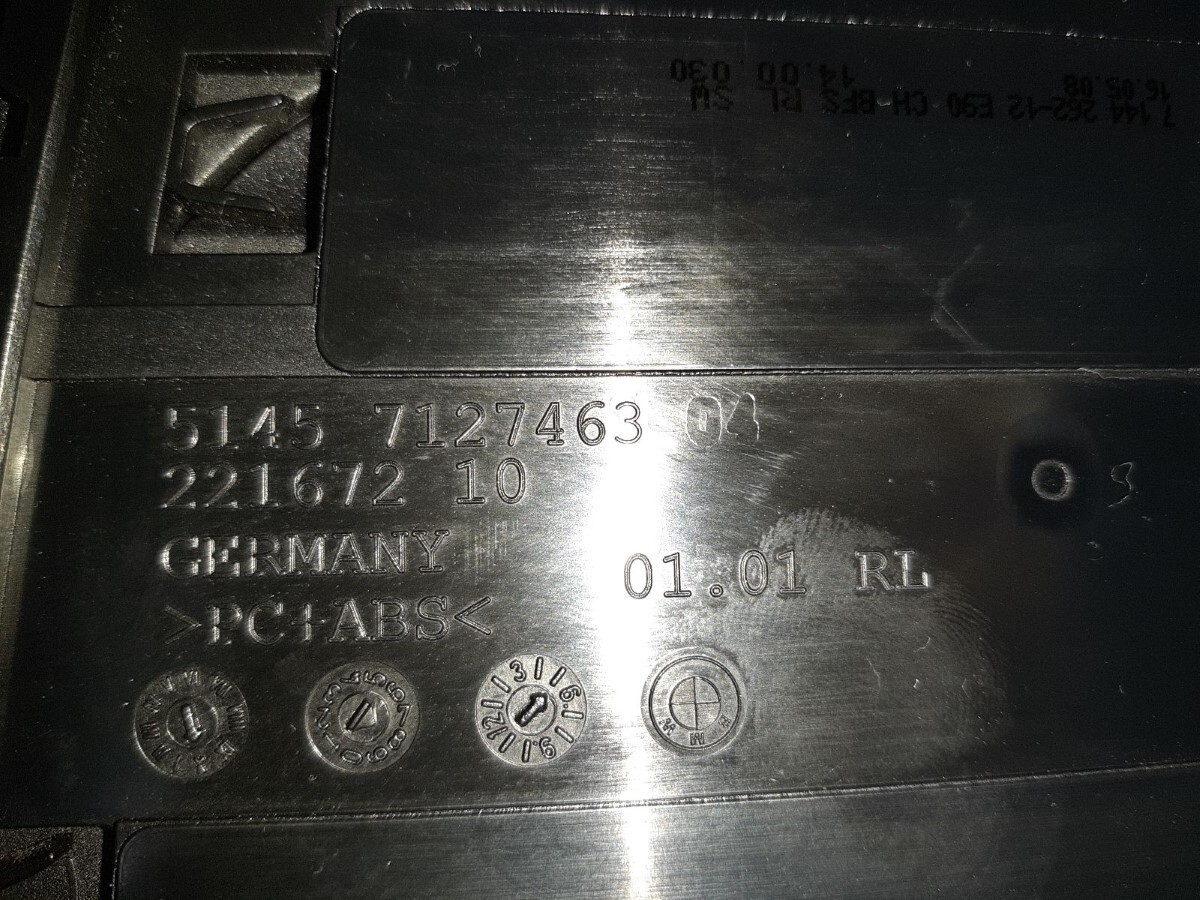 7 144 262-12 E90 CH BFS RL SW
16.05.08 14.00 030
5145 7127463 04
221672 10
GERMANY
>PC+ABS<
01.01 RL